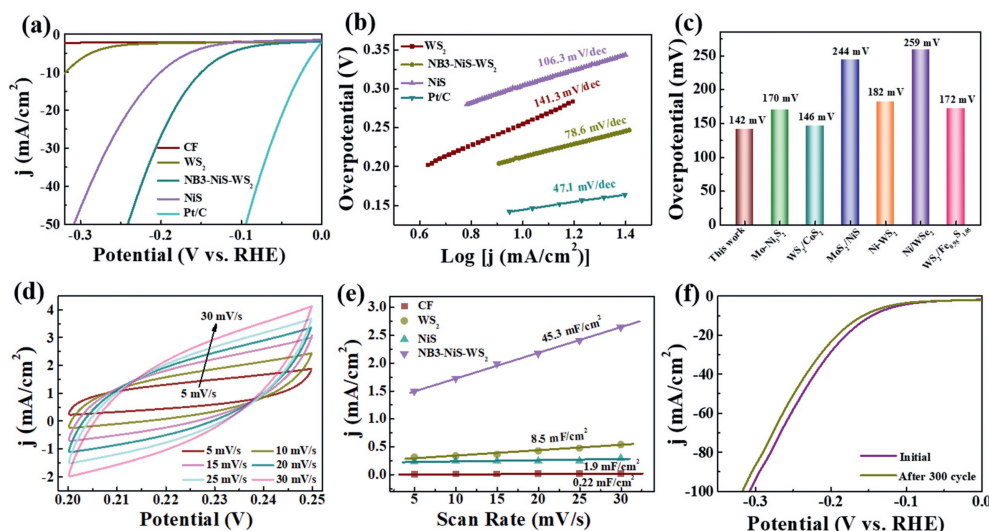 (a)
j (mA/cm²)
0
-10
-20
-30
-40
-50
CF
WS₂
NB3-NiS-WS₂
NiS
Pt/C
-0.3
-0.2
-0.1
0.0
Potential (V vs. RHE)
(b)
Overpotential (V)
0.35
0.30
0.25
0.20
0.15
WS₂
NB3-NiS-WS₂
NiS
Pt/C
106.3 mV/dec
141.3 mV/dec
78.6 mV/dec
47.1 mV/dec
0.6
0.8
1.0
1.2
1.4
Log [j (mA/cm²)]
(c)
Overpotential (mV)
250
200
150
100
50
0
142 mV
170 mV
146 mV
244 mV
182 mV
259 mV
172 mV
This work
Mo-Ni₃S₂
WS₂/CoS₂
MoS₂/NiS
Ni-WS₂
Ni/WSe₂
(d)
j (mA/cm²)
4
3
2
1
0
-1
-2
30 mV/s
5 mV/s
5 mV/s
10 mV/s
15 mV/s
20 mV/s
25 mV/s
30 mV/s
0.20
0.21
0.22
0.23
0.24
0.25
Potential (V)
(e)
j (mA/cm²)
3.0
2.5
2.0
1.5
1.0
0.5
0.0
CF
WS₂
NiS
NB3-NiS-WS₂
45.3 mF/cm²
8.5 mF/cm²
1.9 mF/cm²
0.22 mF/cm²
5
10
15
20
25
30
Scan Rate (mV/s)
(f)
j (mA/cm²)
0
-20
-40
-60
-80
-100
Initial
After 300 cycle
-0.3
-0.2
-0.1
0.0
Potential (V vs. RHE)